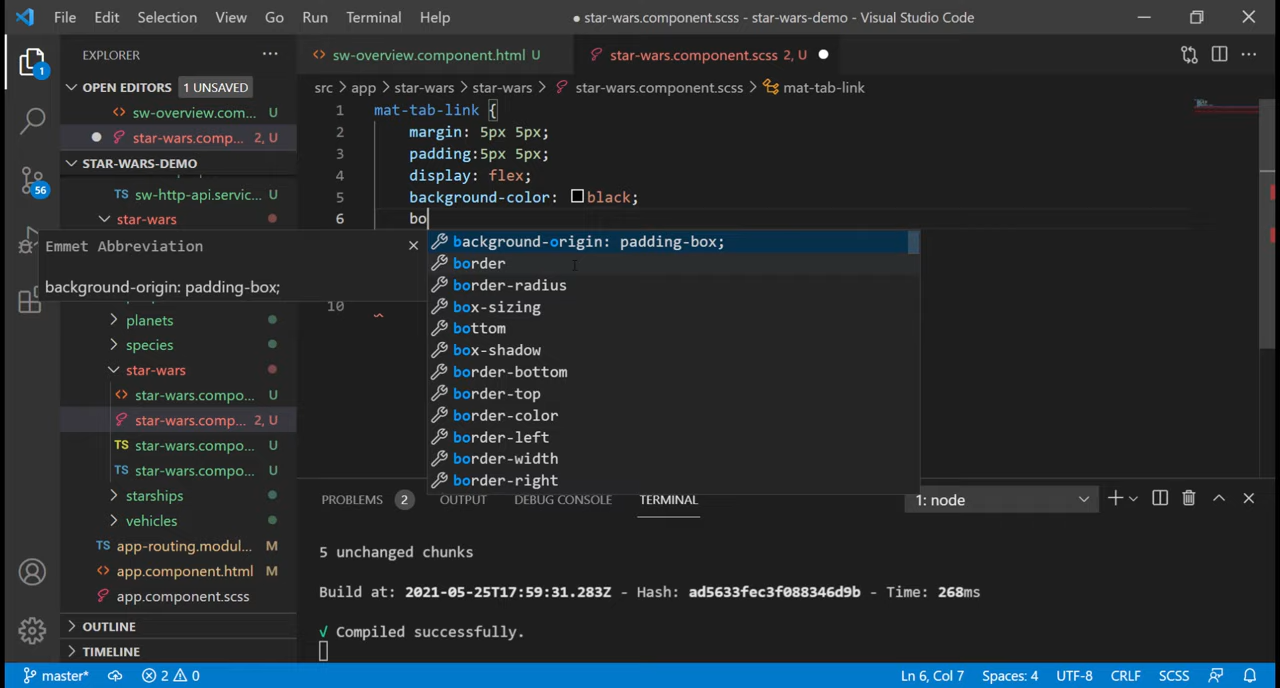 File Edit Selection View Go Run Terminal Help
● star-wars.component.scss - star-wars-demo - Visual Studio Code
EXPLORER ···
sw-overview.component.html U
star-wars.component.scss 2, U ●
···
OPEN EDITORS 1 UNSAVED
src > app > star-wars > star-wars > star-wars.component.scss > mat-tab-link
sw-overview.com... U
● star-wars.comp... 2, U
STAR-WARS-DEMO
TS sw-http-api.servic... U
star-wars
1 mat-tab-link {
2 margin: 5px 5px;
3 padding:5px 5px;
4 display: flex;
5 background-color: black;
6 bo
Emmet Abbreviation
background-origin: padding-box;
background-origin: padding-box;
border
border-radius
box-sizing
bottom
box-shadow
border-bottom
border-top
border-color
border-left
border-width
border-right
10
1
56
planets
species
star-wars
star-wars.compo... U
star-wars.comp... 2, U
TS star-wars.compo... U
TS star-wars.compo... U
starships
vehicles
TS app-routing.modul... M
app.component.html M
app.component.scss
OUTLINE
TIMELINE
PROBLEMS 2 OUTPUT DEBUG CONSOLE TERMINAL
1: node
5 unchanged chunks
Build at: 2021-05-25T17:59:31.283Z - Hash: ad5633fec3f088346d9b - Time: 268ms
√ Compiled successfully.
master* 2 0
Ln 6, Col 7 Spaces: 4 UTF-8 CRLF SCSS